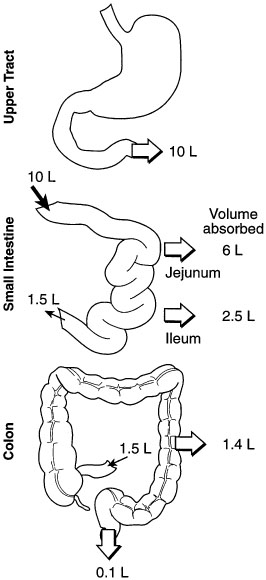 Upper Tract
10 L
10 L
Volume
absorbed
Small Intestine
6 L
Jejunum
1.5 L
2.5 L
Ileum
Colon
1.5 L
1.4 L
0.1 L